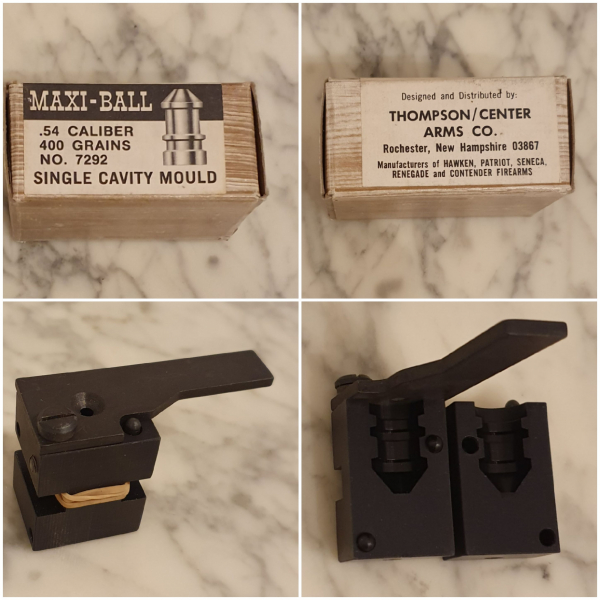 MAXI-BALL
.54 CALIBER
400 GRAINS
NO. 7292
SINGLE CAVITY MOULD
Designed and Distributed by:
THOMPSON/CENTER
ARMS CO.
Rochester, New Hampshire 03867
Manufacturers of HAWKEN, PATRIOT, SENECA,
RENEGADE and CONTENDER FIREARMS